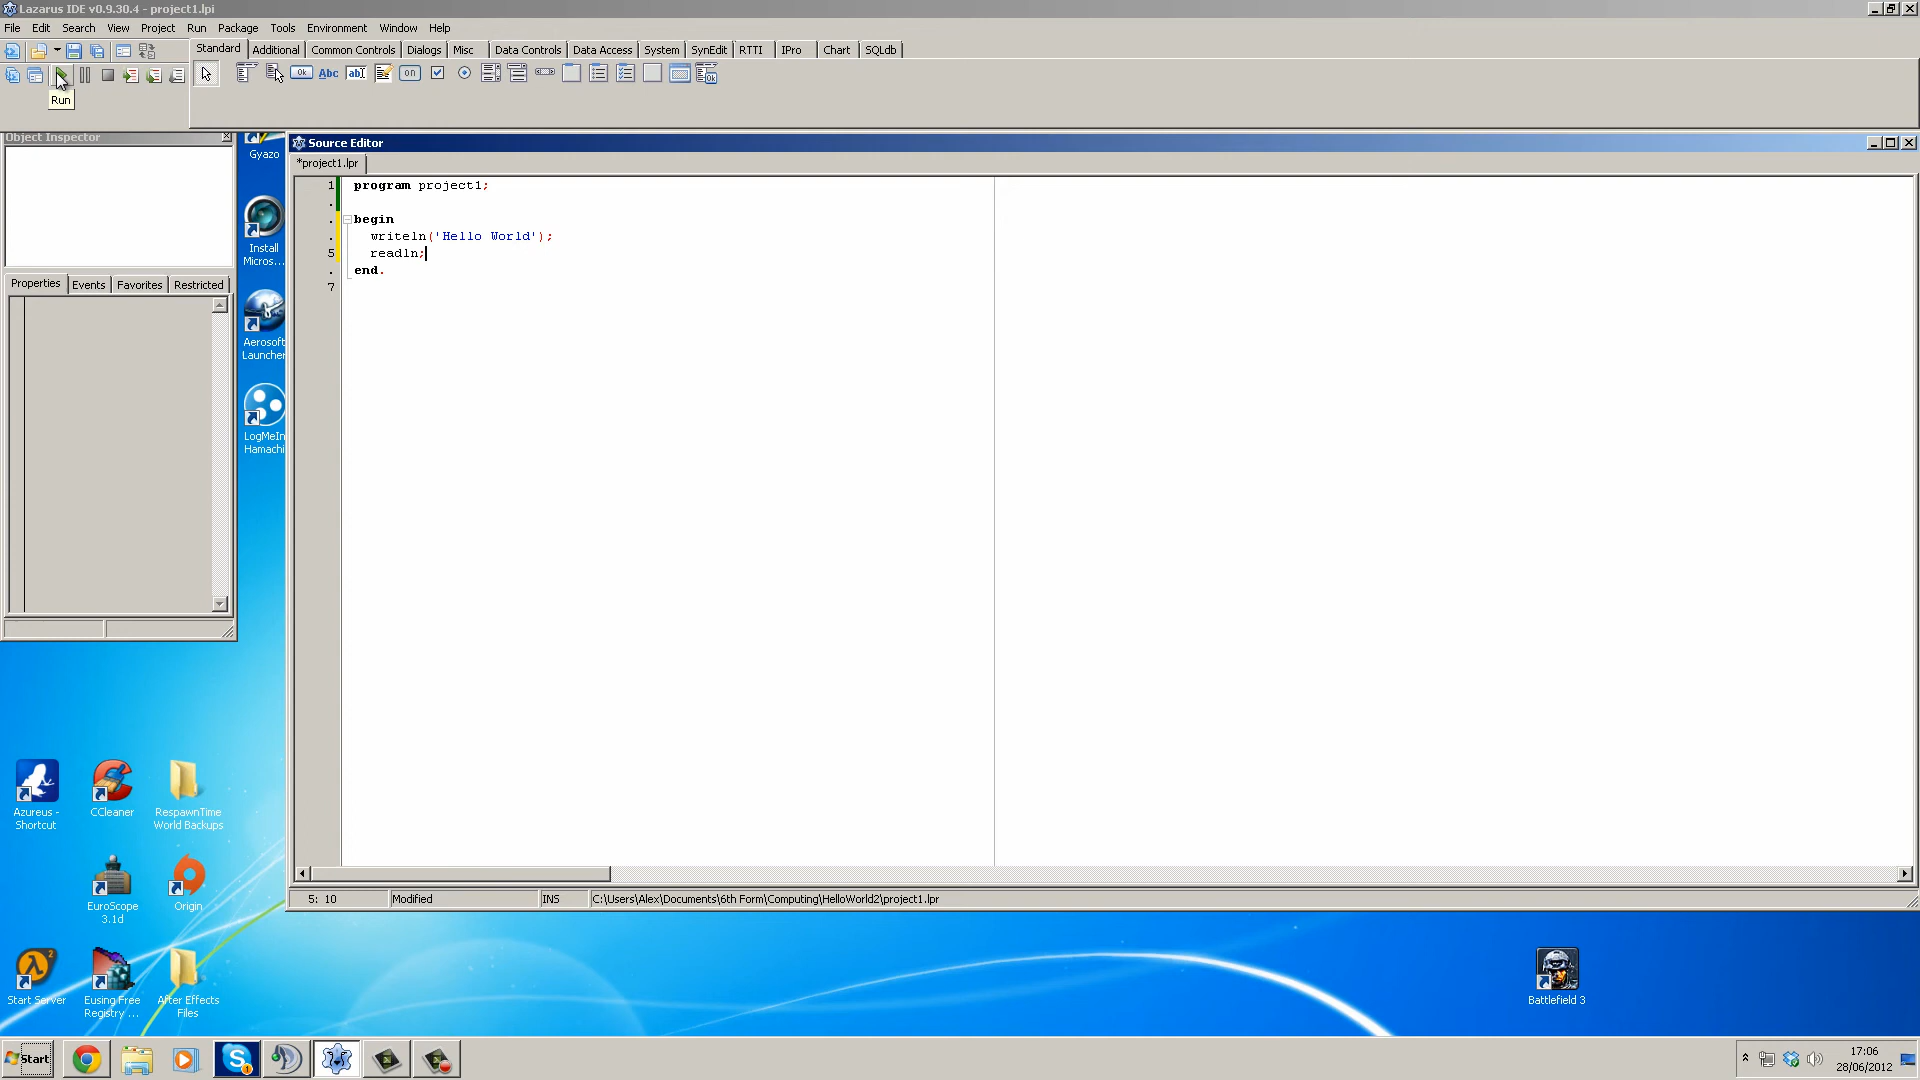 Lazarus IDE v0.9.30.4 - project1.lpi
File Edit Search View Project Run Package Tools Environment Window Help
Standard Additional Common Controls Dialogs Misc Data Controls Data Access System SynEdit RTTI IPro Chart SQLdb
Ok Abc ab on Ok
Run
Object Inspector
Properties Events Favorites Restricted
Gyazo
Install
Micros...
Aerosoft
Launcher
LogMeIn
Hamachi
Source Editor
*project1.lpr
1 program project1;
.
. begin
. writeln('Hello World');
5 readln;
. end.
7
5: 10 Modified INS C:\Users\Alex\Documents\6th Form\Computing\HelloWorld2\project1.lpr
Azureus -
Shortcut
CCleaner
RespawnTime
World Backups
EuroScope
3.1d
Origin
Start Server
Eusing Free
Registry ...
After Effects
Files
Battlefield 3
Start
17:06
28/06/2012